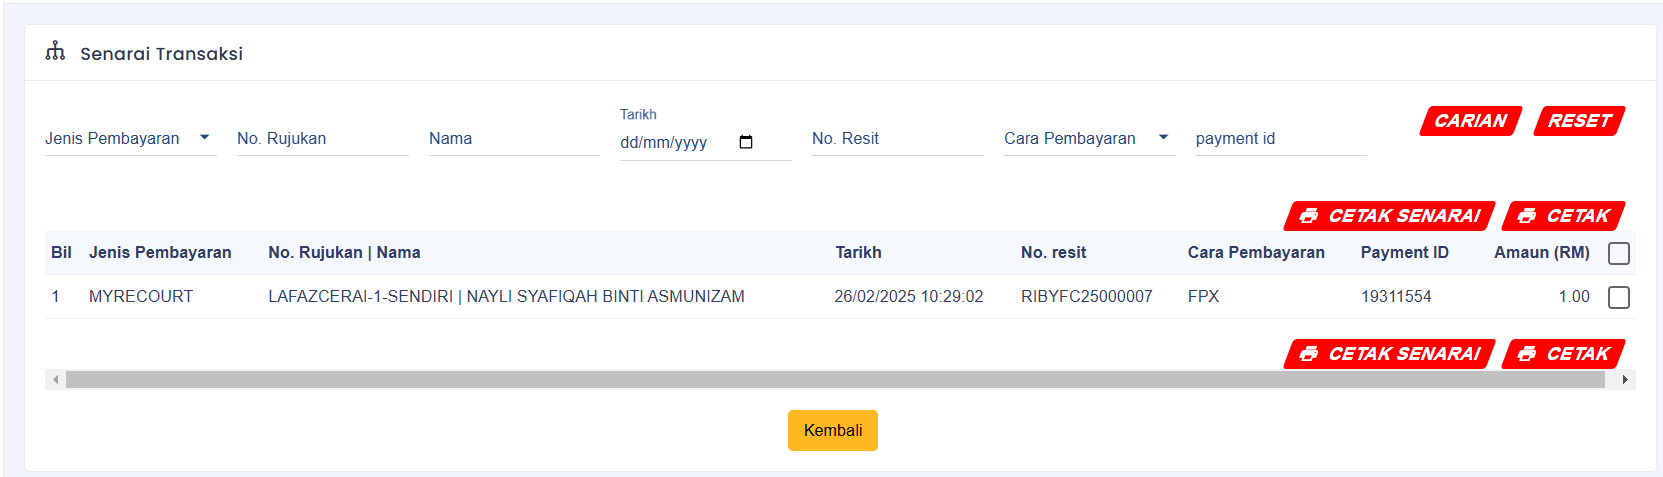 Senarai Transaksi
Jenis Pembayaran No. Rujukan Nama Tarikh dd/mm/yyyy No. Resit Cara Pembayaran payment id CARIAN RESET
CETAK SENARAI CETAK
Bil Jenis Pembayaran No. Rujukan | Nama Tarikh No. resit Cara Pembayaran Payment ID Amaun (RM)
1 MYRECOURT LAFAZCERAI-1-SENDIRI | NAYLI SYAFIQAH BINTI ASMUNIZAM 26/02/2025 10:29:02 RIBYFC25000007 FPX 19311554 1.00
CETAK SENARAI CETAK
Kembali